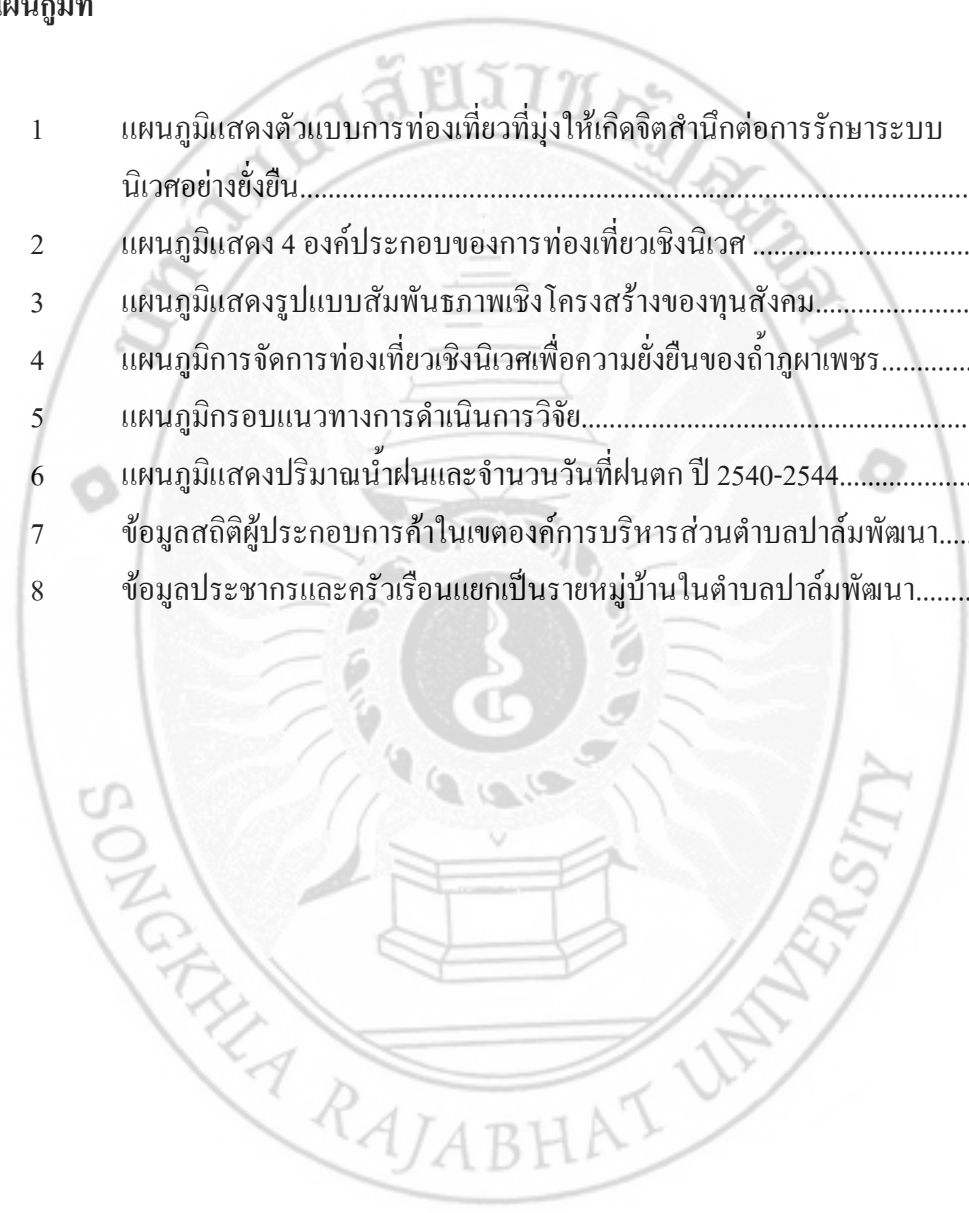 แผนภูมิที่
1 แผนภูมิแสดงตัวแบบการท่องเที่ยวที่มุ่งให้เกิดจิตสำนึกต่อการรักษาระบบ
นิเวศอย่างยั่งยืน..........................................................................................
2 แผนภูมิแสดง 4 องค์ประกอบของการท่องเที่ยวเชิงนิเวศ ..............................
3 แผนภูมิแสดงรูปแบบสัมพันธภาพเชิงโครงสร้างของทุนสังคม.....................
4 แผนภูมิการจัดการท่องเที่ยวเชิงนิเวศเพื่อความยั่งยืนของถ้ำภูผาเพชร............
5 แผนภูมิกรอบแนวทางการดำเนินการวิจัย.....................................................
6 แผนภูมิแสดงปริมาณน้ำฝนและจำนวนวันที่ฝนตก ปี 2540-2544..................
7 ข้อมูลสถิติผู้ประกอบการค้าในเขตองค์การบริหารส่วนตำบลปาล์มพัฒนา.....
8 ข้อมูลประชากรและครัวเรือนแยกเป็นรายหมู่บ้านในตำบลปาล์มพัฒนา........
มหาวิทยาลัยราชภัฏสงขลา
SONGKHLA RAJABHAT UNIVERSITY